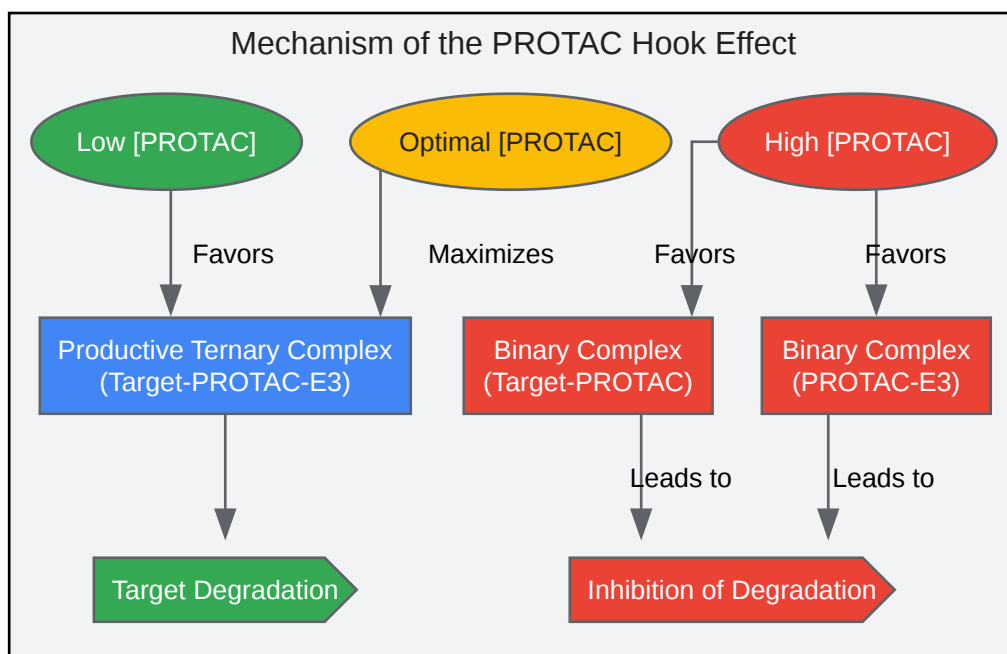 Mechanism of the PROTAC Hook Effect
Low [PROTAC]
Optimal [PROTAC]
High [PROTAC]
Favors
Maximizes
Favors
Favors
Productive Ternary Complex
(Target-PROTAC-E3)
Binary Complex
(Target-PROTAC)
Binary Complex
(PROTAC-E3)
Leads to
Leads to
Target Degradation
Inhibition of Degradation